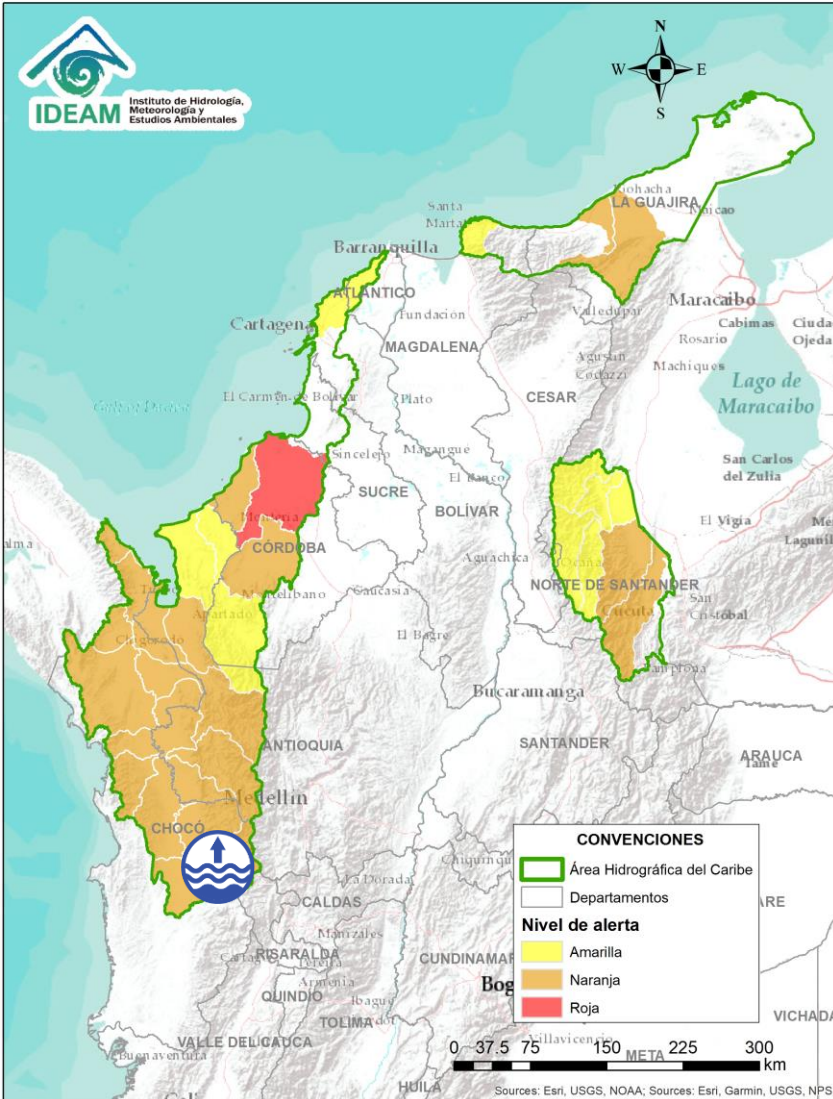 IDEAM
Instituto de Hidrología,
Meteorología y
Estudios Ambientales
N
W
E
S
LA GUAJIRA
Maicao
Santa
Marta
Barranquilla
ATLÁNTICO
Maracaibo
Cartagena
Fundación
Valledupar
Cabimas
Ciudad
Ojeda
Rosario
MAGDALENA
Machiques
Agustín
Codazzi
El Carmen de Bolívar
Plato
CESAR
Lago de
Maracaibo
Sincelejo
Magangué
San Carlos
del Zulia
El Banco
SUCRE
BOLÍVAR
Montería
El Vigía
CÓRDOBA
Aguachica
Ocaña
NORTE DE SANTANDER
San
Cristóbal
Montelíbano
Caucasia
Cúcuta
Apartadó
El Bagre
Chigorodó
Pamplona
Bucaramanga
ANTIOQUIA
SANTANDER
ARAUCA
Tame
Medellín
CHOCÓ
CONVENCIONES
Área Hidrográfica del Caribe
Departamentos
Nivel de alerta
Amarilla
Naranja
Roja
La Dorada
CALDAS
Manizales
RISARALDA
Pereira
Armenia
QUINDÍO
Ibagué
TOLIMA
VICHADA
Villavicencio
VALLE DEL CAUCA
Buenaventura
META
HUILA
0 37.5 75 150 225 300
km
Sources: Esri, USGS, NOAA; Sources: Esri, Garmin, USGS, NPS